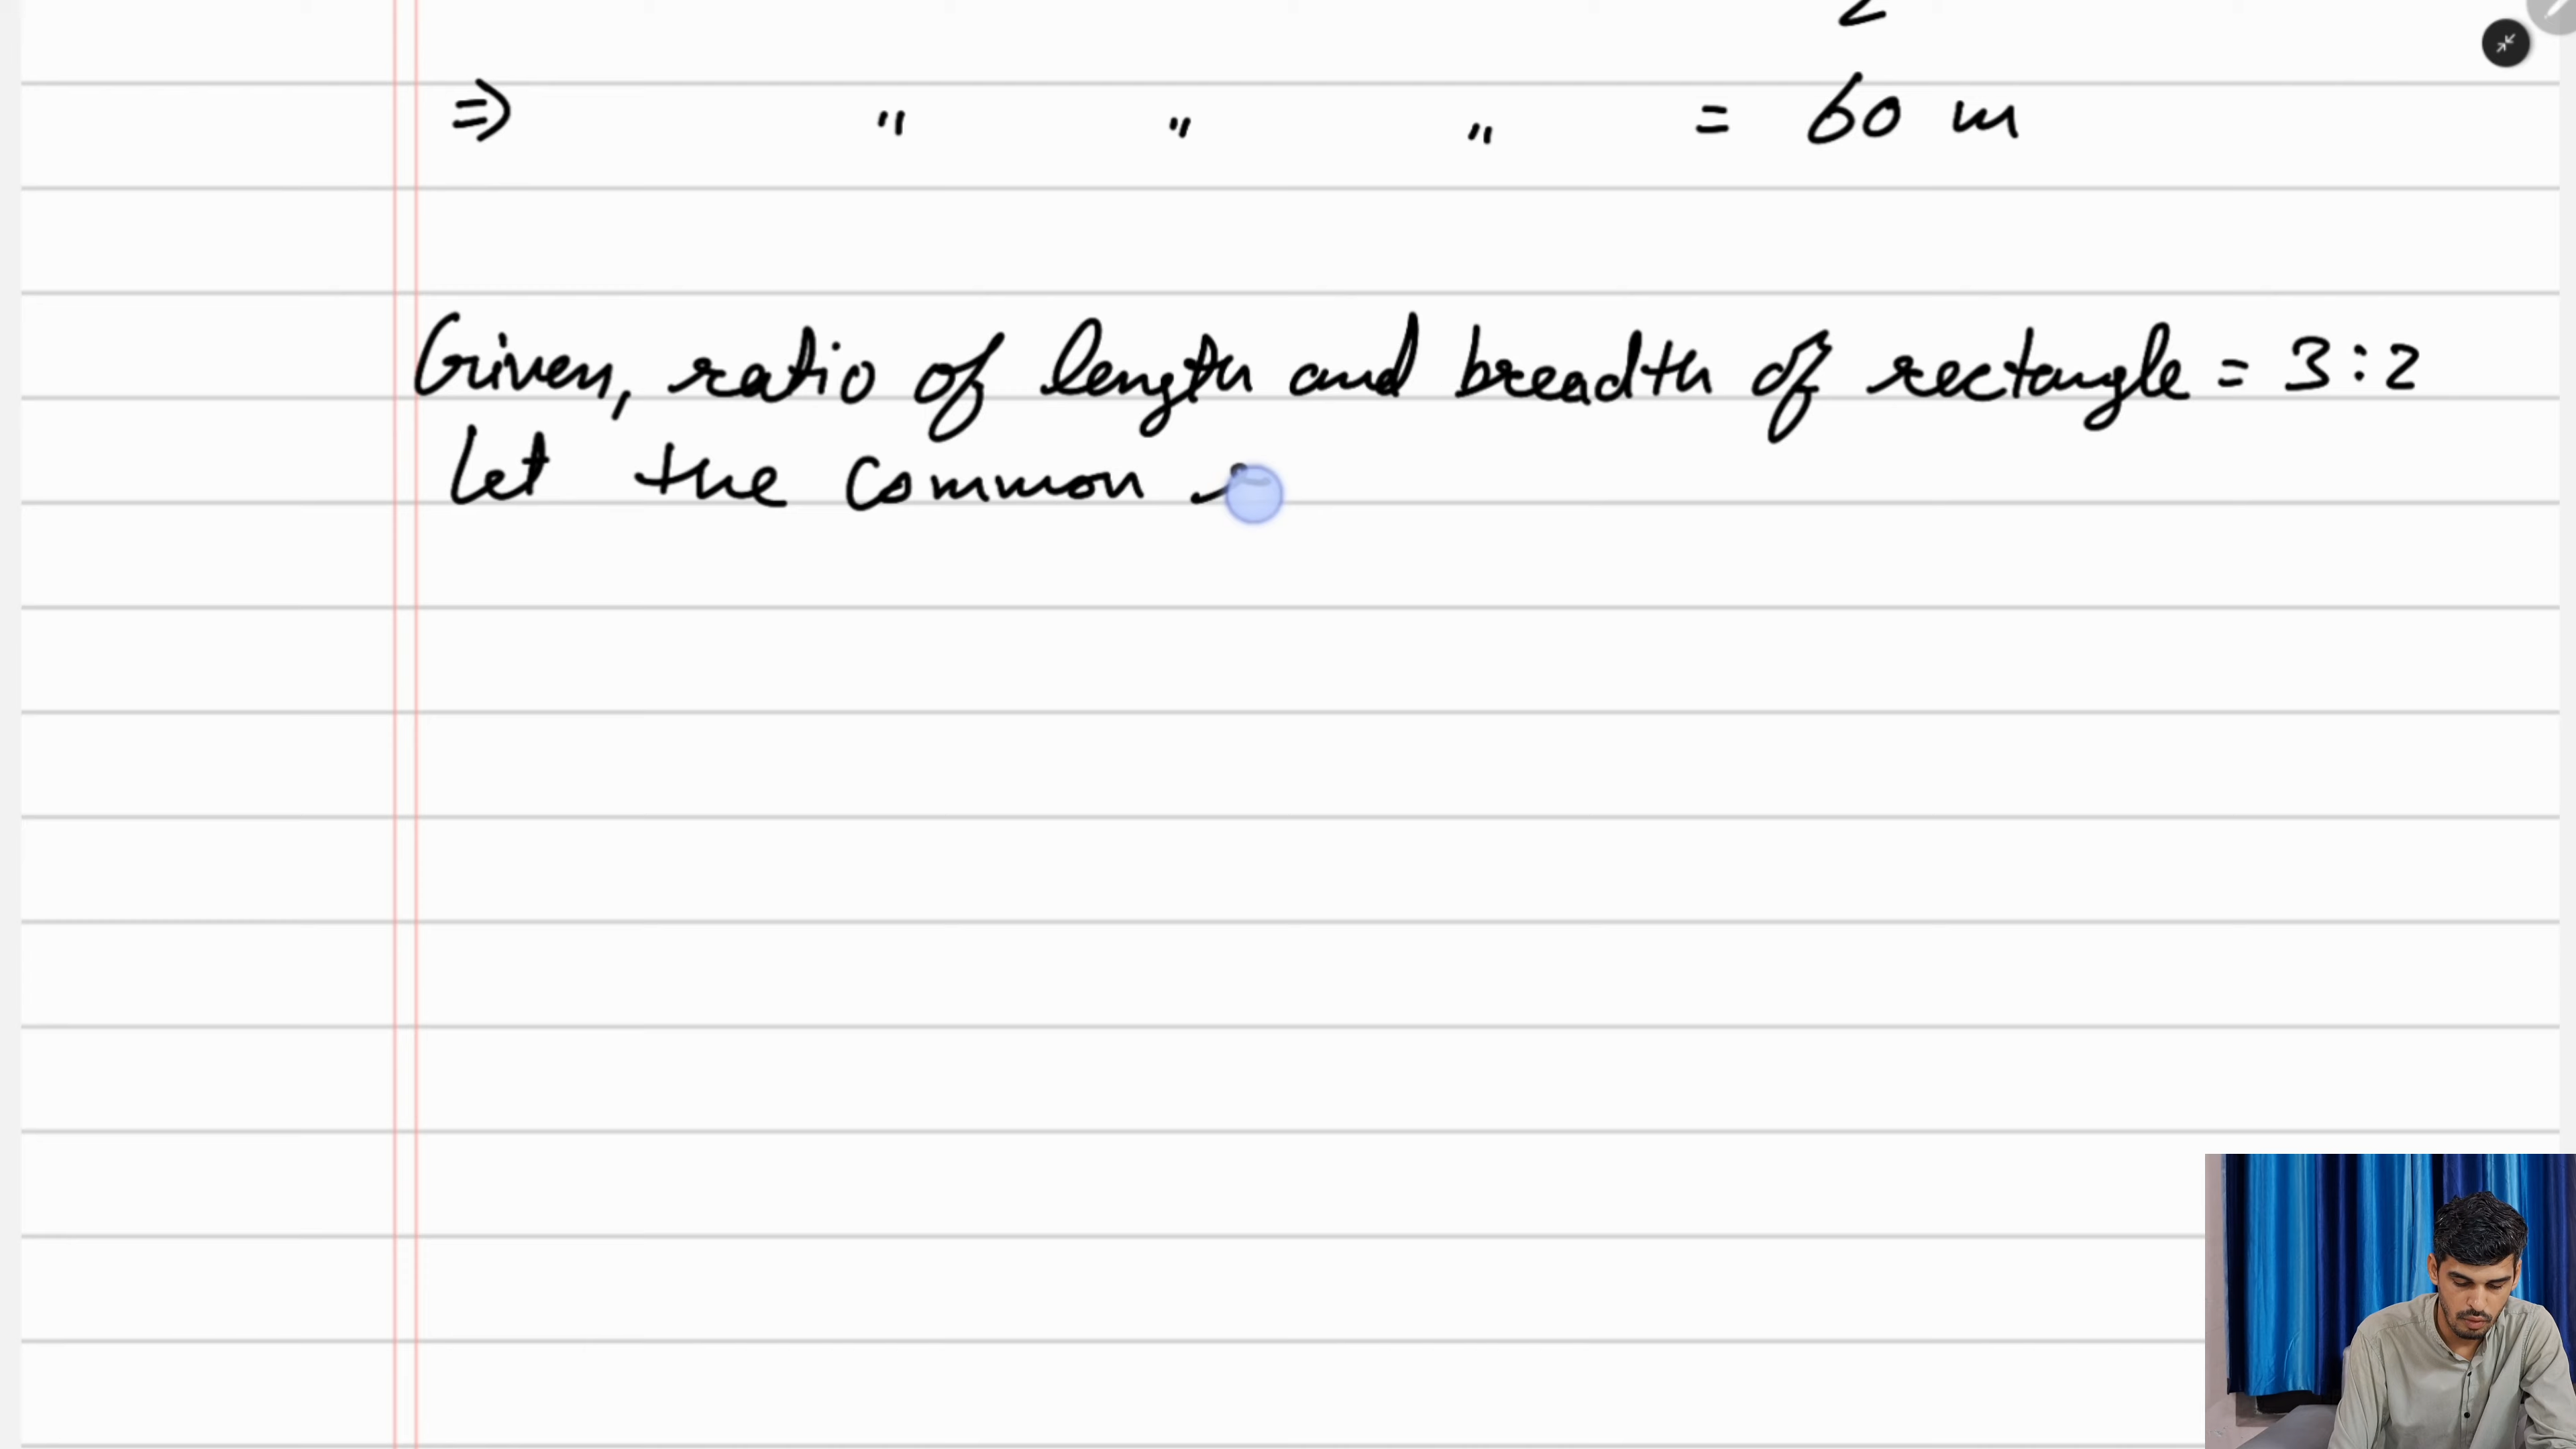 ⇒ " " " = 60 m
Given, ratio of length and breadth of rectangle = 3:2
Let the common